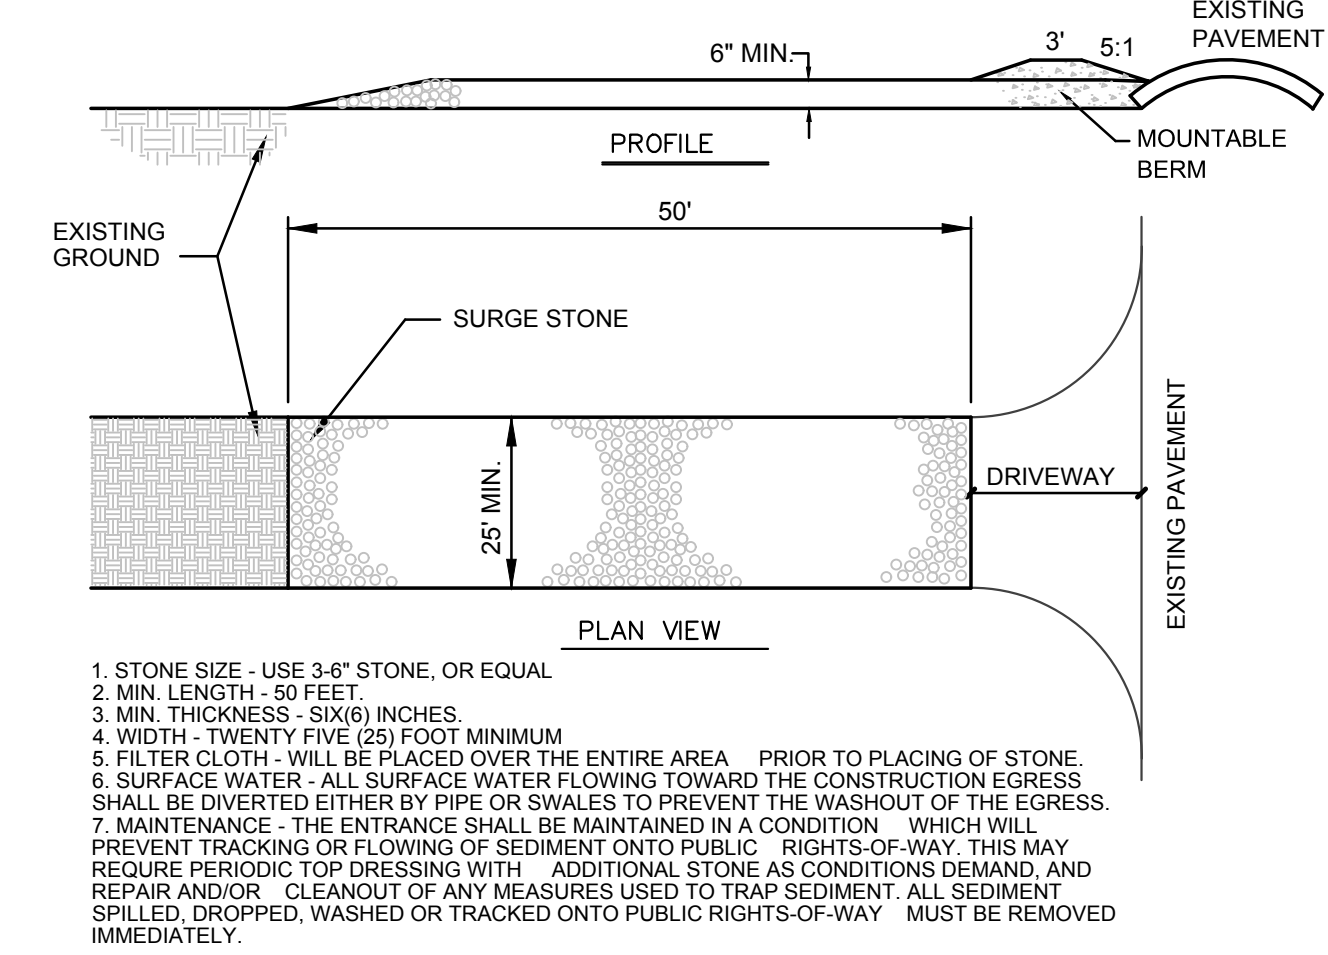 EXISTING
PAVEMENT
3'
5:1
6" MIN.
PROFILE
MOUNTABLE
BERM
50'
EXISTING
GROUND
SURGE STONE
25' MIN.
DRIVEWAY
EXISTING PAVEMENT
PLAN VIEW
1. STONE SIZE - USE 3-6" STONE, OR EQUAL
2. MIN. LENGTH - 50 FEET.
3. MIN. THICKNESS - SIX(6) INCHES.
4. WIDTH - TWENTY FIVE (25) FOOT MINIMUM
5. FILTER CLOTH - WILL BE PLACED OVER THE ENTIRE AREA PRIOR TO PLACING OF STONE.
6. SURFACE WATER - ALL SURFACE WATER FLOWING TOWARD THE CONSTRUCTION EGRESS
SHALL BE DIVERTED EITHER BY PIPE OR SWALES TO PREVENT THE WASHOUT OF THE EGRESS.
7. MAINTENANCE - THE ENTRANCE SHALL BE MAINTAINED IN A CONDITION WHICH WILL
PREVENT TRACKING OR FLOWING OF SEDIMENT ONTO PUBLIC RIGHTS-OF-WAY. THIS MAY
REQURE PERIODIC TOP DRESSING WITH ADDITIONAL STONE AS CONDITIONS DEMAND, AND
REPAIR AND/OR CLEANOUT OF ANY MEASURES USED TO TRAP SEDIMENT. ALL SEDIMENT
SPILLED, DROPPED, WASHED OR TRACKED ONTO PUBLIC RIGHTS-OF-WAY MUST BE REMOVED
IMMEDIATELY.